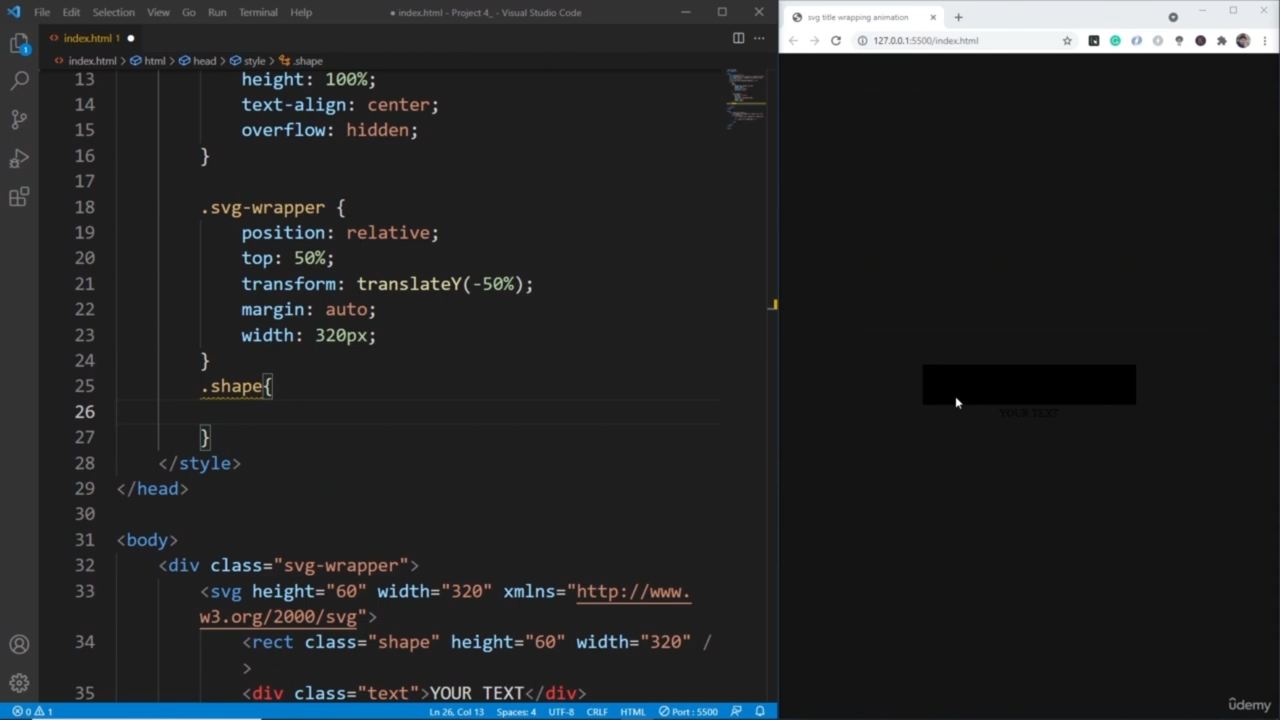 File Edit Selection View Go Run Terminal Help
● index.html - Project 4_ - Visual Studio Code
index.html 1 ●
index.html > html > head > style > .shape
13 height: 100%;
14 text-align: center;
15 overflow: hidden;
16 }
17
18 .svg-wrapper {
19 position: relative;
20 top: 50%;
21 transform: translateY(-50%);
22 margin: auto;
23 width: 320px;
24 }
25 .shape{
26
27 }
28 </style>
29 </head>
30
31 <body>
32 <div class="svg-wrapper">
33 <svg height="60" width="320" xmlns="http://www.
w3.org/2000/svg">
34 <rect class="shape" height="60" width="320" /
>
35 <div class="text">YOUR TEXT</div>
1
0 1 Ln 26, Col 13 Spaces: 4 UTF-8 CRLF HTML Port : 5500
svg title wrapping animation
127.0.0.1:5500/index.html
YOUR TEXT
ûdemy